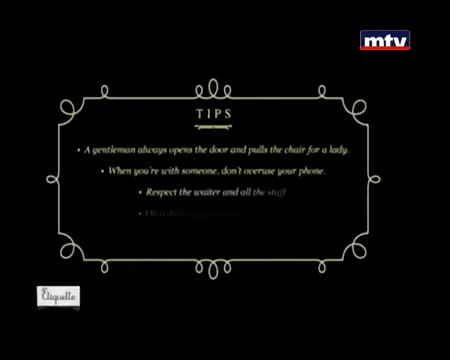 mtv
TIPS
• A gentleman always opens the door and pulls the chair for a lady.
• When you're with someone, don't overuse your phone.
• Respect the waiter and all the staff
Etiquette